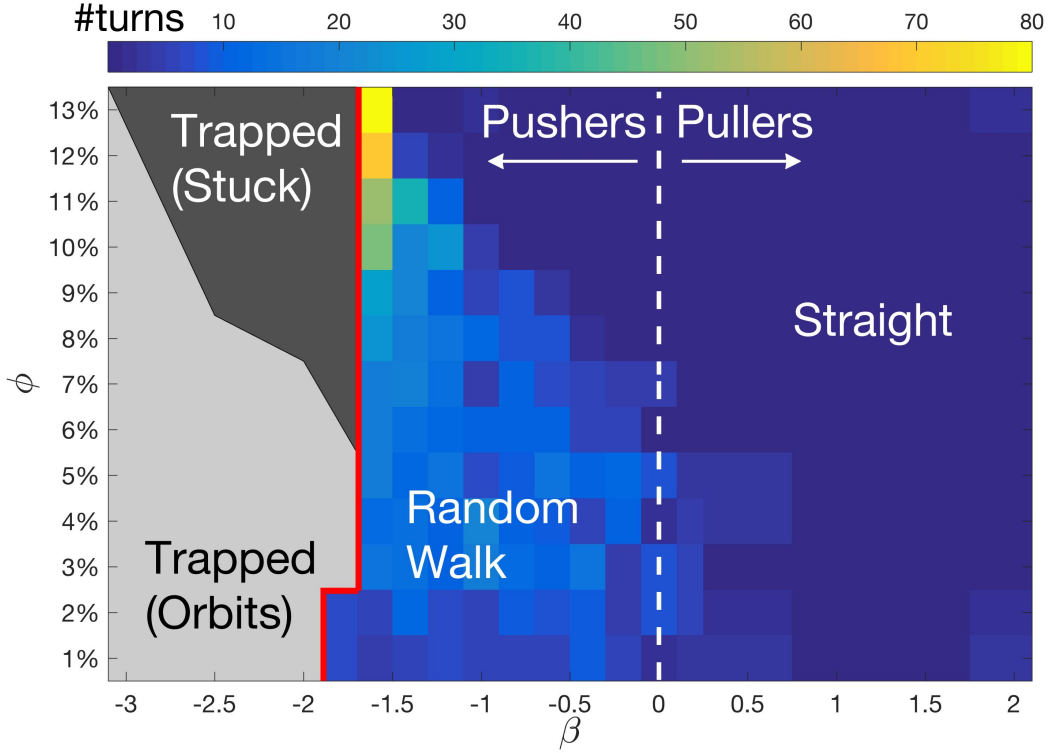 #turns
10 20 30 40 50 60 70 80
13%
12%
11%
10%
9%
8%
7%
6%
5%
4%
3%
2%
1%
ϕ
Trapped
(Stuck)
Pushers
Pullers
Straight
Random
Walk
Trapped
(Orbits)
-3 -2.5 -2 -1.5 -1 -0.5 0 0.5 1 1.5 2
β